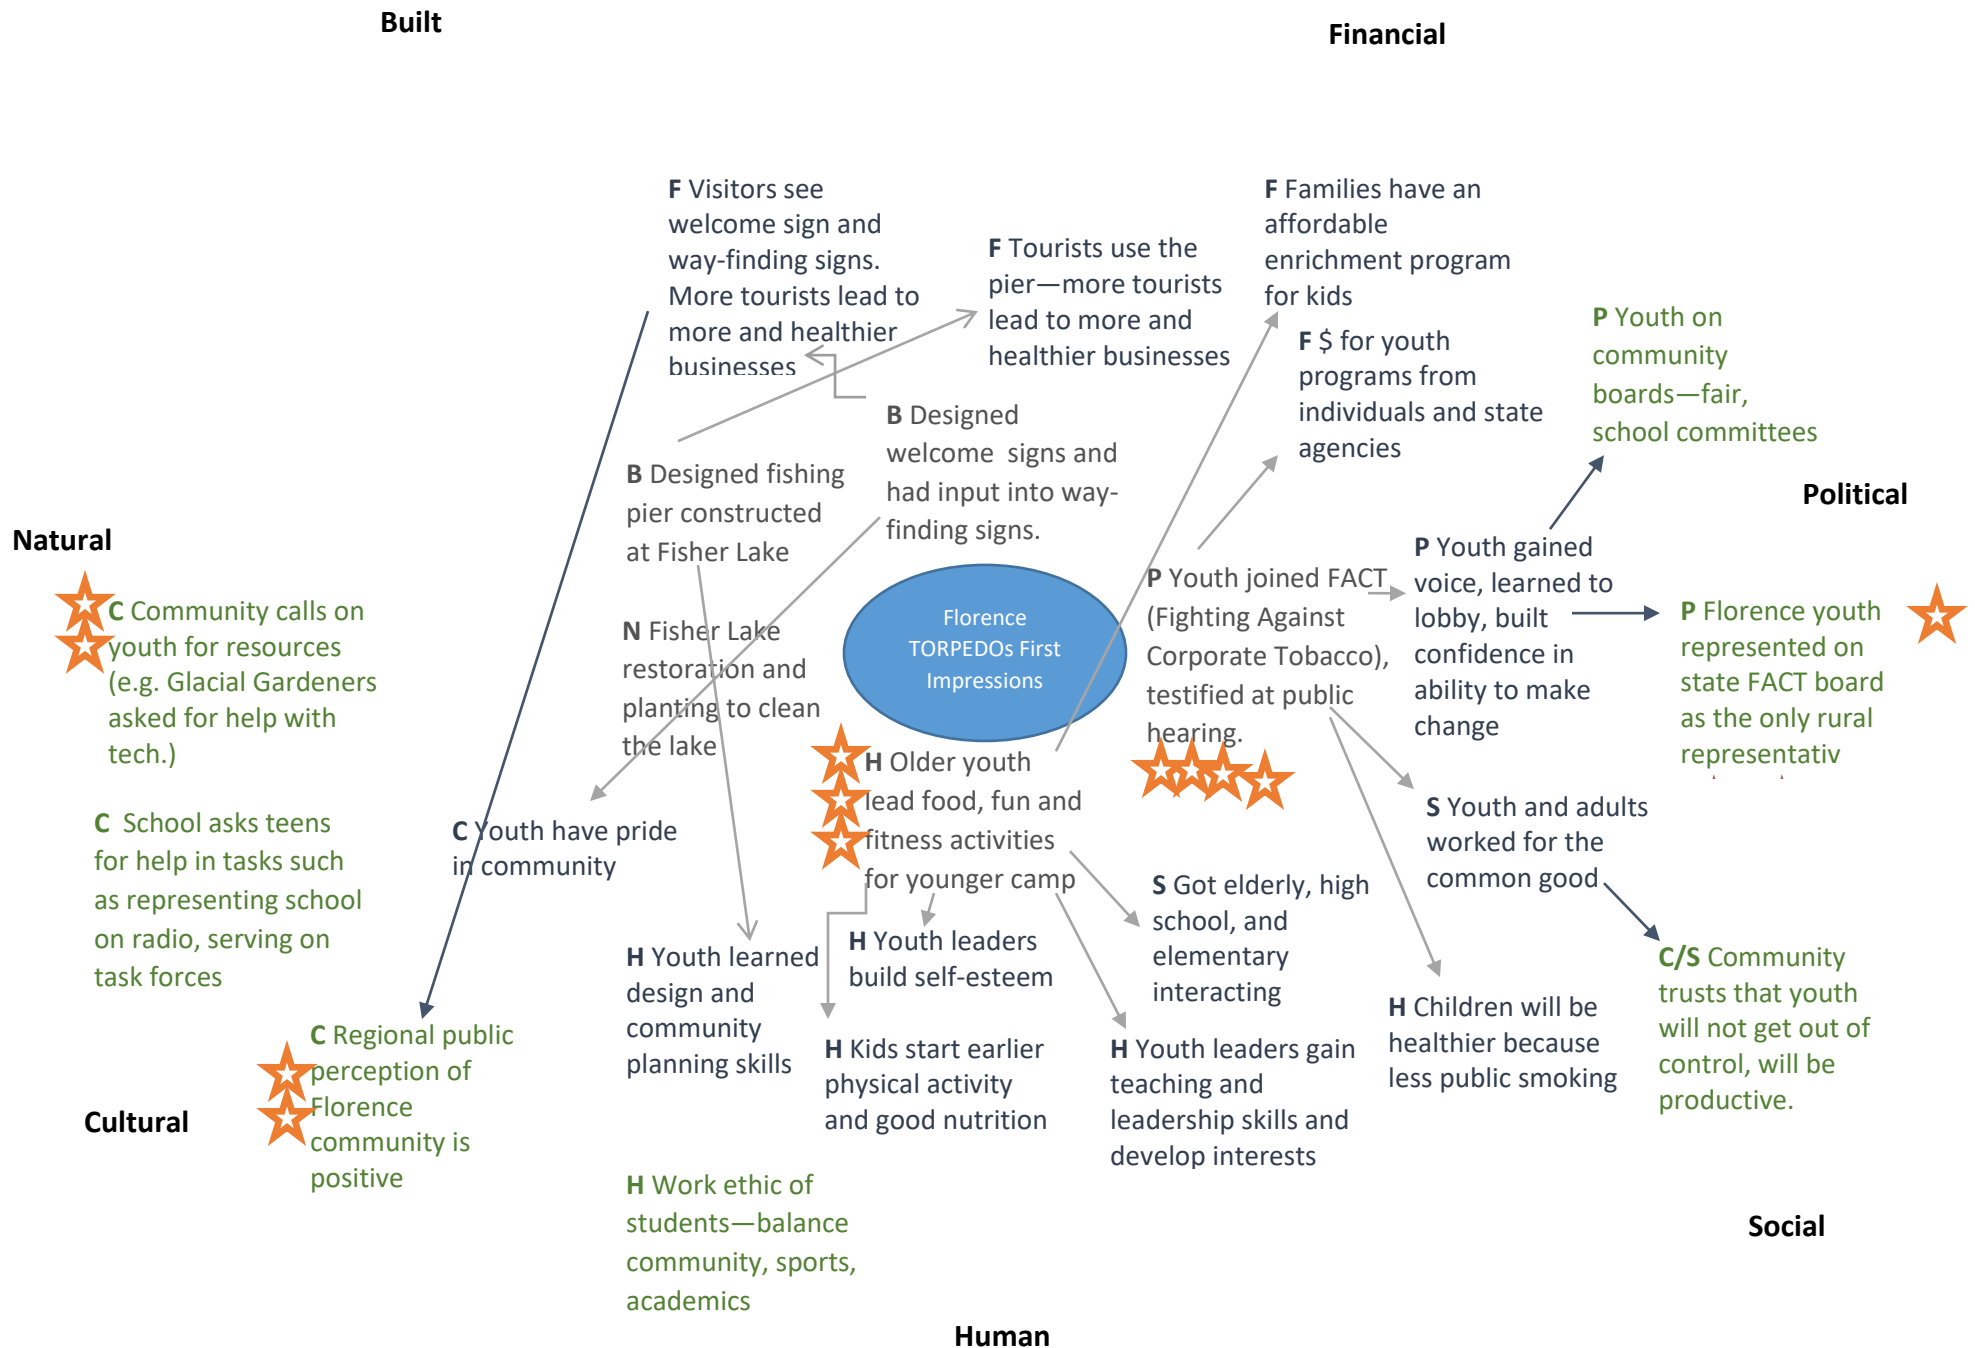 Built
Financial
F Visitors see
welcome sign and
way-finding signs.
More tourists lead to
more and healthier
businesses
F Tourists use the
pier—more tourists
lead to more and
healthier businesses
F Families have an
affordable
enrichment program
for kids
F $ for youth
programs from
individuals and state
agencies
P Youth on
community
boards—fair,
school committees
Political
B Designed
welcome signs and
had input into way-
finding signs.
B Designed fishing
pier constructed
at Fisher Lake
Natural
C Community calls on
youth for resources
(e.g. Glacial Gardeners
asked for help with
tech.)
N Fisher Lake
restoration and
planting to clean
the lake
Florence
TORPEDOs First
Impressions
P Youth joined FACT
(Fighting Against
Corporate Tobacco),
testified at public
hearing.
P Youth gained
voice, learned to
lobby, built
confidence in
ability to make
change
P Florence youth
represented on
state FACT board
as the only rural
representativ
H Older youth
lead food, fun and
fitness activities
for younger camp
S Youth and adults
worked for the
common good
C School asks teens
for help in tasks such
as representing school
on radio, serving on
task forces
C Youth have pride
in community
S Got elderly, high
school, and
elementary
interacting
H Youth learned
design and
community
planning skills
H Youth leaders
build self-esteem
C/S Community
trusts that youth
will not get out of
control, will be
productive.
H Children will be
healthier because
less public smoking
C Regional public
perception of
Florence
community is
positive
H Kids start earlier
physical activity
and good nutrition
H Youth leaders gain
teaching and
leadership skills and
develop interests
Cultural
H Work ethic of
students—balance
community, sports,
academics
Social
Human